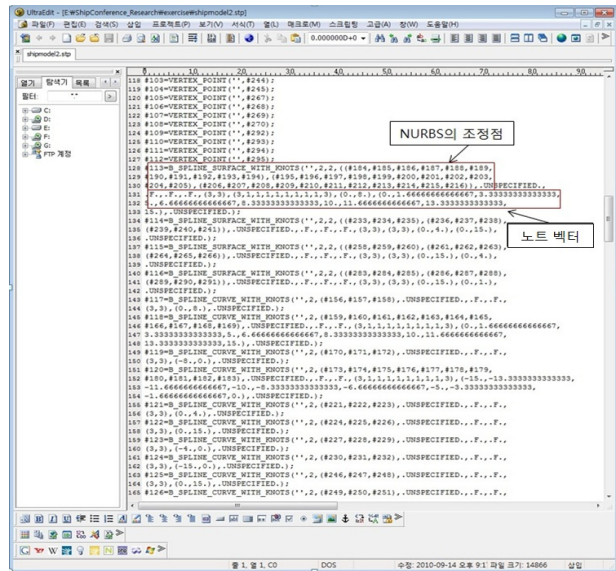 UltraEdit - [E:₩ShipConference_Research₩exercise₩shipmodel2.stp]
파일(F) 편집(E) 검색(S) 삽입 프로젝트(P) 보기(V) 서식(T) 열(L) 매크로(M) 스크립팅 고급(A) 창(W) 도움말(H)
0.000000D+0
shipmodel2.stp
열기 탐색기 목록
필터: *.*
C:
D:
E:
F:
G:
FTP 계정
0 10 20 30 40 50 60 70 80 90
118 #103=VERTEX_POINT('',#244);
119 #104=VERTEX_POINT('',#245);
120 #105=VERTEX_POINT('',#267);
121 #106=VERTEX_POINT('',#268);
122 #107=VERTEX_POINT('',#269);
123 #108=VERTEX_POINT('',#270);
124 #109=VERTEX_POINT('',#292);
125 #110=VERTEX_POINT('',#293);
126 #111=VERTEX_POINT('',#294);
127 #112=VERTEX_POINT('',#295);
NURBS의 조정점
128 #113=B_SPLINE_SURFACE_WITH_KNOTS('',2,2,((#184,#185,#186,#187,#188,#189,
129 #190,#191,#192,#193,#194),(#195,#196,#197,#198,#199,#200,#201,#202,#203,
130 #204,#205),(#206,#207,#208,#209,#210,#211,#212,#213,#214,#215,#216)),.UNSPECIFIED.,
131 .F.,.F.,.F.,(3,3),(3,1,1,1,1,1,1,1,1,3),(0.,8.),(0.,1.66666666666667,3.33333333333333,
132 5.,6.66666666666667,8.33333333333333,10.,11.6666666666667,13.3333333333333,
133 15.),.UNSPECIFIED.);
노트 벡터
134 #114=B_SPLINE_SURFACE_WITH_KNOTS('',2,2,((#233,#234,#235),(#236,#237,#238),
135 (#239,#240,#241)),.UNSPECIFIED.,.F.,.F.,.F.,(3,3),(3,3),(0.,4.),(0.,15.),
136 .UNSPECIFIED.);
137 #115=B_SPLINE_SURFACE_WITH_KNOTS('',2,2,((#258,#259,#260),(#261,#262,#263),
138 (#264,#265,#266)),.UNSPECIFIED.,.F.,.F.,.F.,(3,3),(3,3),(0.,15.),(0.,4.),
139 .UNSPECIFIED.);
140 #116=B_SPLINE_SURFACE_WITH_KNOTS('',2,2,((#283,#284,#285),(#286,#287,#288),
141 (#289,#290,#291)),.UNSPECIFIED.,.F.,.F.,.F.,(3,3),(3,3),(0.,15.),(0.,1.),
142 .UNSPECIFIED.);
143 #117=B_SPLINE_CURVE_WITH_KNOTS('',2,(#156,#157,#158),.UNSPECIFIED.,.F.,.F.,
144 (3,3),(0.,8.),.UNSPECIFIED.);
145 #118=B_SPLINE_CURVE_WITH_KNOTS('',2,(#159,#160,#161,#162,#163,#164,#165,
146 #166,#167,#168,#169),.UNSPECIFIED.,.F.,.F.,(3,1,1,1,1,1,1,1,1,3),(0.,1.66666666666667,
147 3.33333333333333,5.,6.66666666666667,8.33333333333333,10.,11.6666666666667,
148 13.3333333333333,15.),.UNSPECIFIED.);
149 #119=B_SPLINE_CURVE_WITH_KNOTS('',2,(#170,#171,#172),.UNSPECIFIED.,.F.,.F.,
150 (3,3),(-8.,0.),.UNSPECIFIED.);
151 #120=B_SPLINE_CURVE_WITH_KNOTS('',2,(#173,#174,#175,#176,#177,#178,#179,
152 #180,#181,#182,#183),.UNSPECIFIED.,.F.,.F.,(3,1,1,1,1,1,1,1,1,3),(-15.,-13.3333333333333,
153 -11.6666666666667,-10.,-8.33333333333333,-6.66666666666667,-5.,-3.33333333333333,
154 -1.66666666666667,0.),.UNSPECIFIED.);
155 #121=B_SPLINE_CURVE_WITH_KNOTS('',2,(#221,#222,#223),.UNSPECIFIED.,.F.,.F.,
156 (3,3),(0.,4.),.UNSPECIFIED.);
157 #122=B_SPLINE_CURVE_WITH_KNOTS('',2,(#224,#225,#226),.UNSPECIFIED.,.F.,.F.,
158 (3,3),(0.,15.),.UNSPECIFIED.);
159 #123=B_SPLINE_CURVE_WITH_KNOTS('',2,(#227,#228,#229),.UNSPECIFIED.,.F.,.F.,
160 (3,3),(-4.,0.),.UNSPECIFIED.);
161 #124=B_SPLINE_CURVE_WITH_KNOTS('',2,(#230,#231,#232),.UNSPECIFIED.,.F.,.F.,
162 (3,3),(-15.,0.),.UNSPECIFIED.);
163 #125=B_SPLINE_CURVE_WITH_KNOTS('',2,(#246,#247,#248),.UNSPECIFIED.,.F.,.F.,
164 (3,3),(0.,15.),.UNSPECIFIED.);
165 #126=B_SPLINE_CURVE_WITH_KNOTS('',2,(#249,#250,#251),.UNSPECIFIED.,.F.,.F.,
줄 1, 열 1, C0 DOS 수정: 2010-09-14 오후 9:1 파일 크기: 14866 삽입